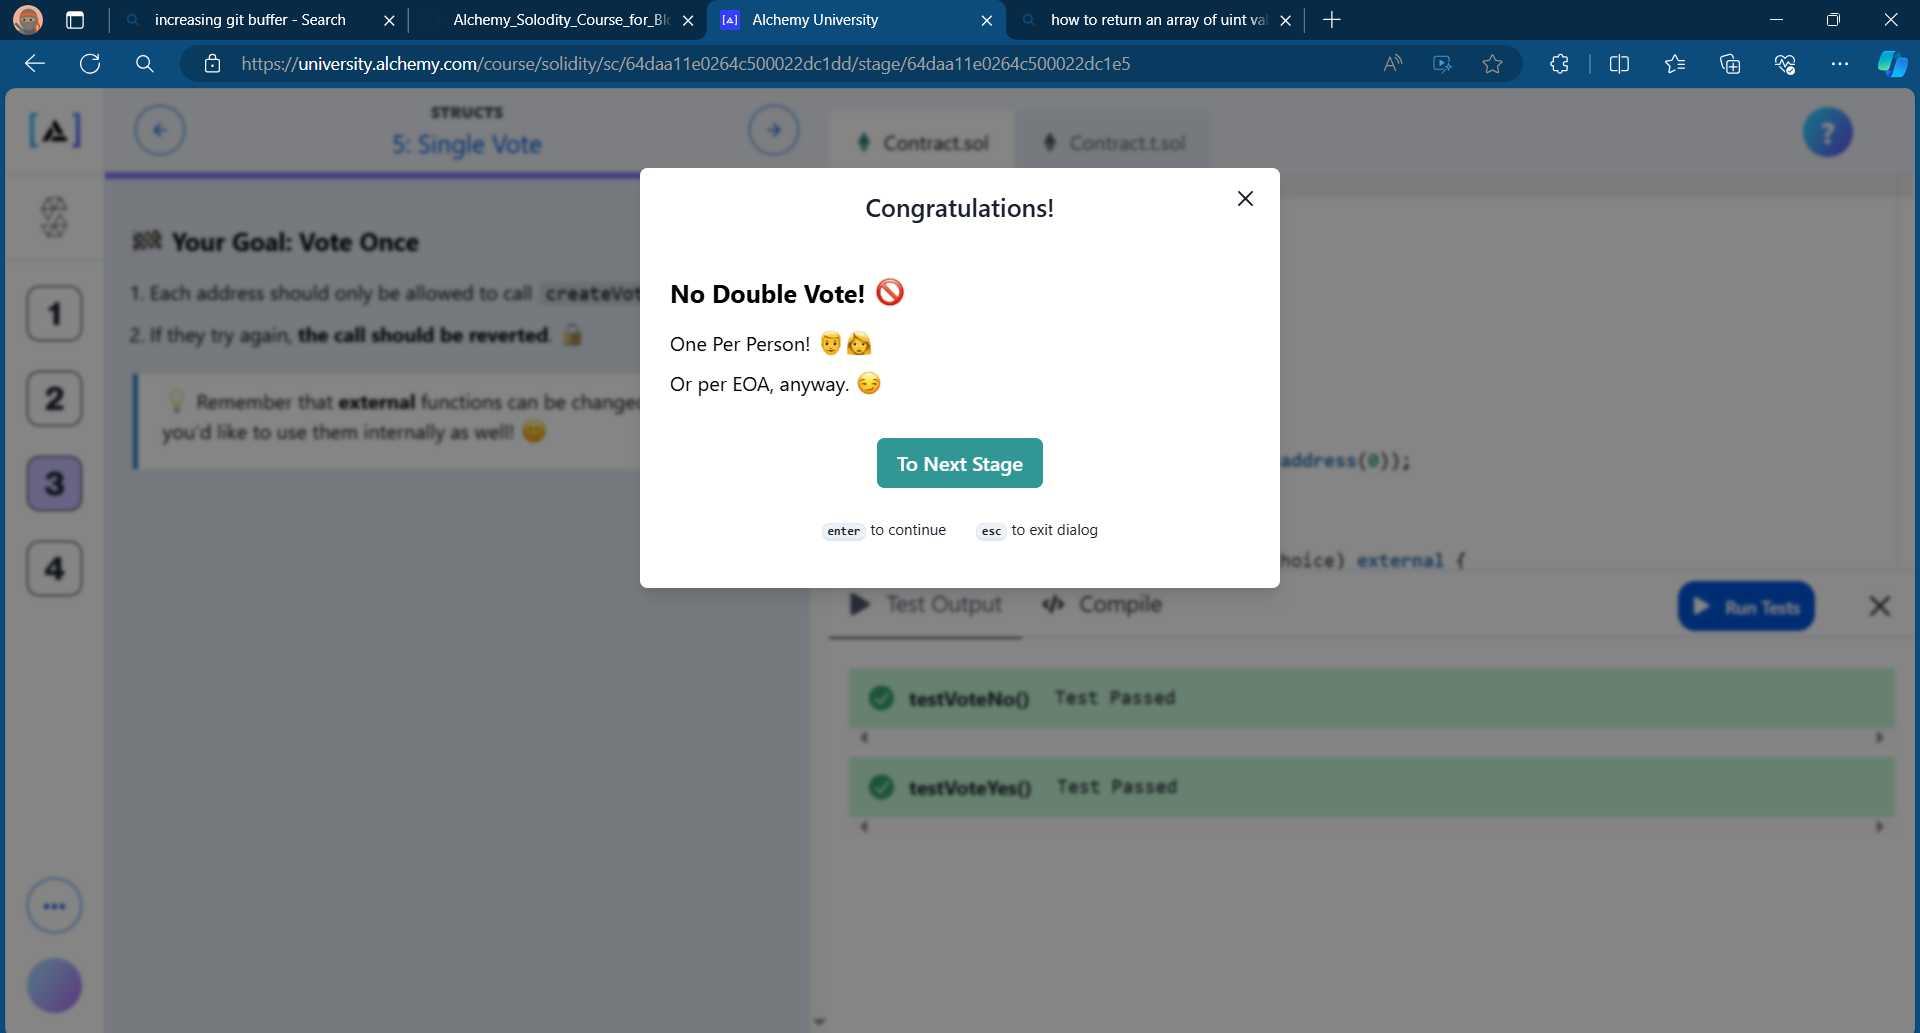 increasing git buffer - Search
Alchemy_Solodity_Course_for_Bl
Alchemy University
how to return an array of uint va
https://university.alchemy.com/course/solidity/sc/64daa11e0264c500022dc1dd/stage/64daa11e0264c500022dc1e5
STRUCTS
5: Single Vote
Contract.sol
Contract.t.sol
?
1
2
3
4
🏁 Your Goal: Vote Once
1. Each address should only be allowed to call createVot
2. If they try again, the call should be reverted. 🔒
💡 Remember that external functions can be changed
you'd like to use them internally as well!
Congratulations!
No Double Vote! 🚫
One Per Person! 👨👩
Or per EOA, anyway. 😏
To Next Stage
enter to continue esc to exit dialog
address(0));
hoice) external {
Test Output
</> Compile
Run Tests
testVoteNo() Test Passed
testVoteYes() Test Passed